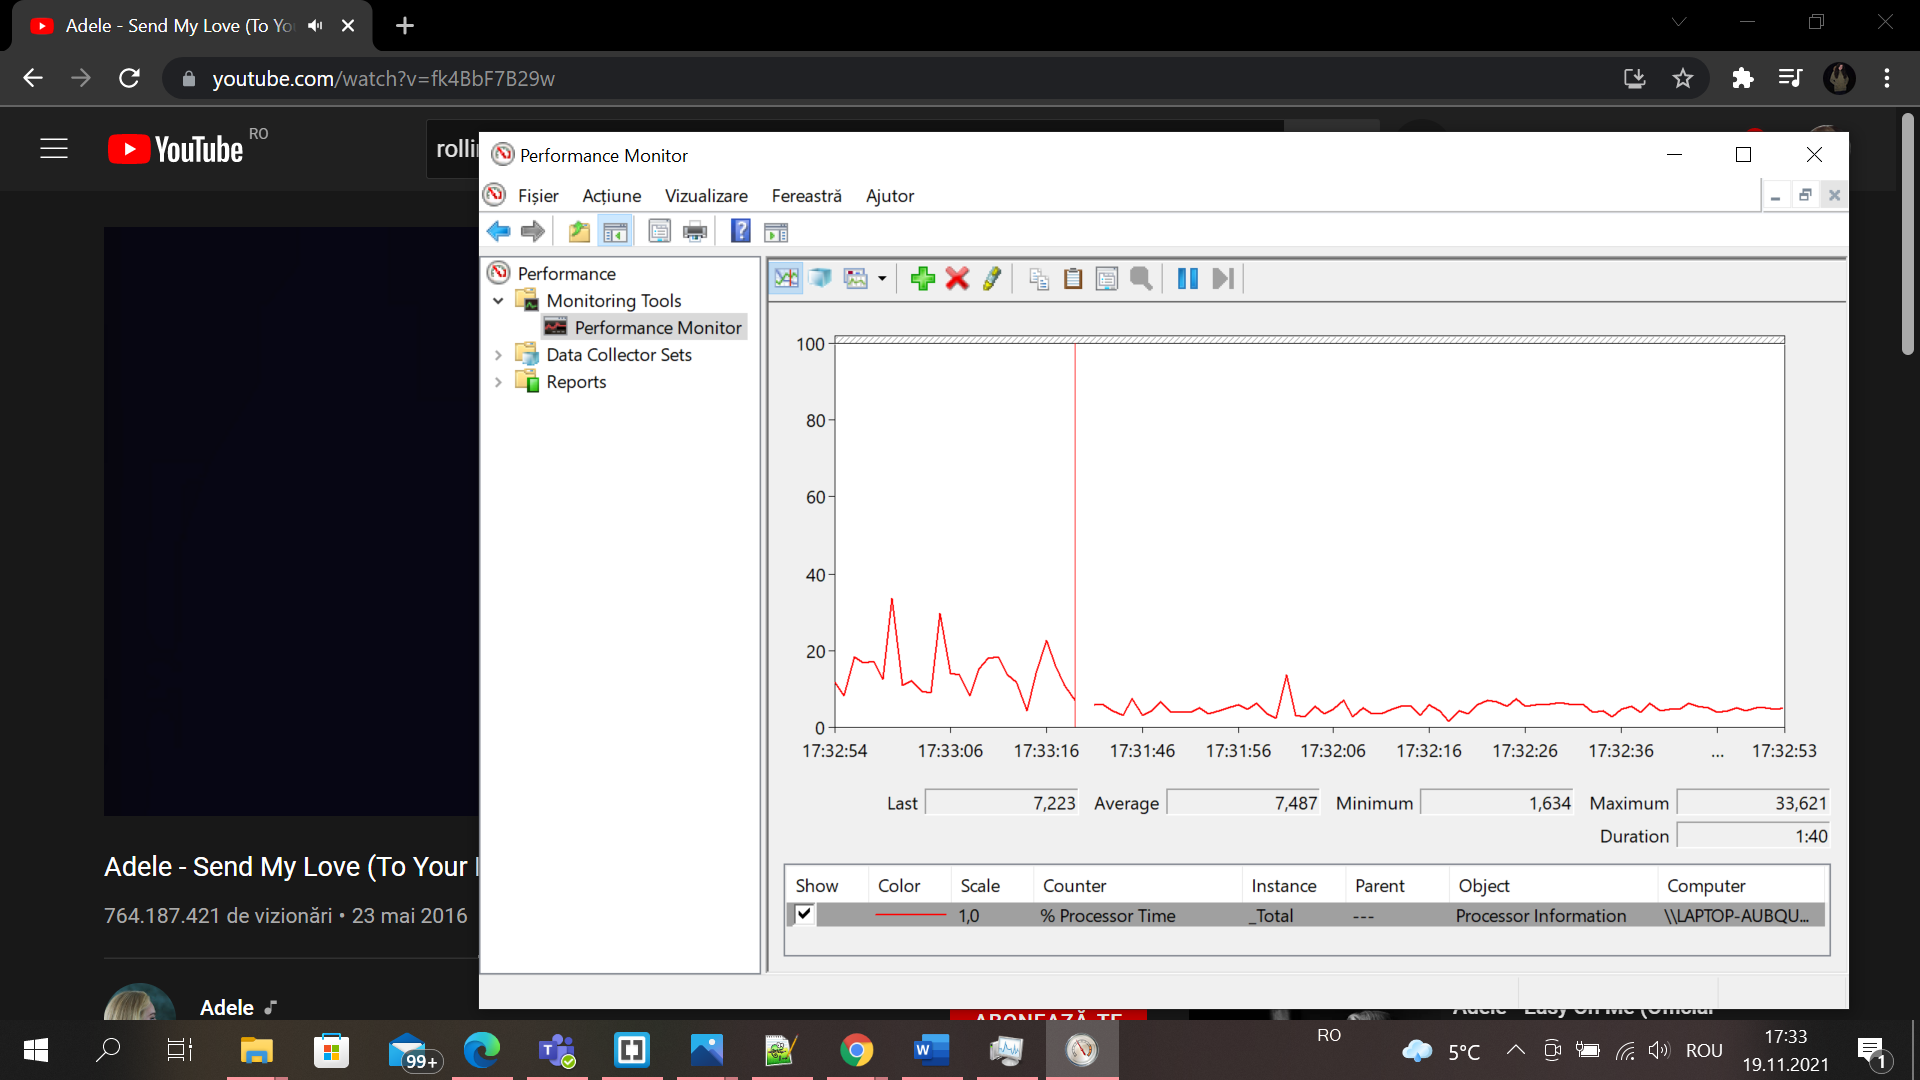 Adele - Send My Love (To Yo
youtube.com/watch?v=fk4BbF7B29w
YouTube RO
rollin
Performance Monitor
Fișier Acțiune Vizualizare Fereastră Ajutor
Performance
Monitoring Tools
Performance Monitor
Data Collector Sets
Reports
100
80
60
40
20
0
17:32:54 17:33:06 17:33:16 17:31:46 17:31:56 17:32:06 17:32:16 17:32:26 17:32:36 ... 17:32:53
Last 7,223 Average 7,487 Minimum 1,634 Maximum 33,621
Duration 1:40
Show Color Scale Counter Instance Parent Object Computer
1,0 % Processor Time _Total --- Processor Information \\LAPTOP-AUBQU...
Adele - Send My Love (To Your
764.187.421 de vizionări • 23 mai 2016
Adele
ABONEAZĂ-TE
Adele - Easy On Me (Official
99+
RO
5°C
ROU
17:33
19.11.2021
1